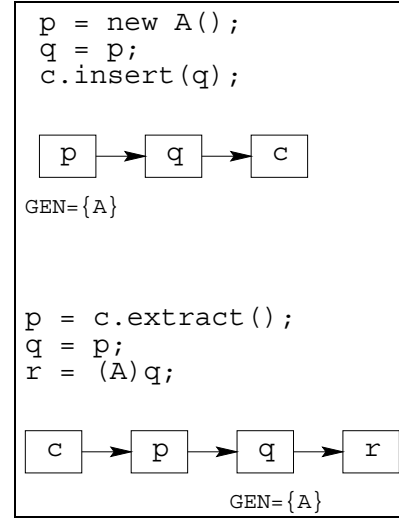 p = new A();
q = p;
c.insert(q);
p q c
GEN={A}
p = c.extract();
q = p;
r = (A)q;
c p q r
GEN={A}